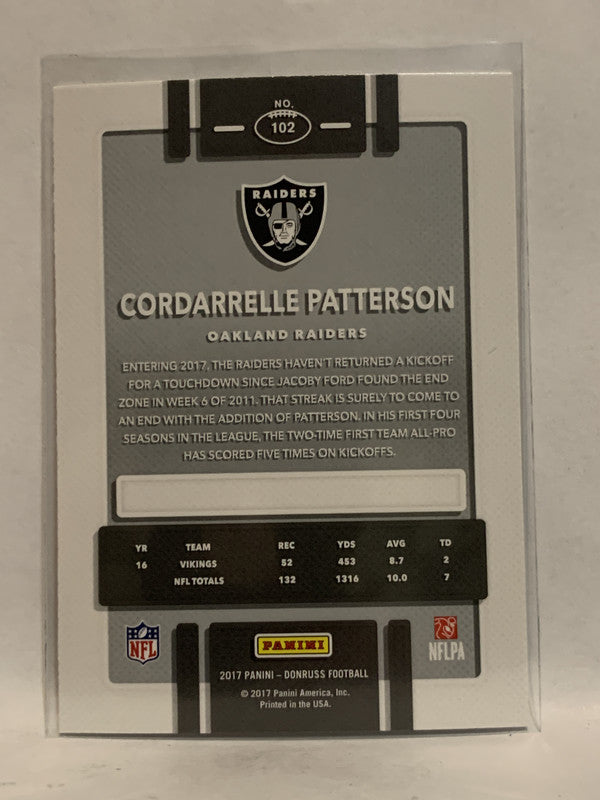 NO.
102
RAIDERS
CORDARRELLE PATTERSON
OAKLAND RAIDERS
ENTERING 2017, THE RAIDERS HAVEN'T RETURNED A KICKOFF
FOR A TOUCHDOWN SINCE JACOBY FORD FOUND THE END
ZONE IN WEEK 6 OF 2011. THAT STREAK IS SURELY TO COME TO
AN END WITH THE ADDITION OF PATTERSON. IN HIS FIRST FOUR
SEASONS IN THE LEAGUE, THE TWO-TIME FIRST TEAM ALL-PRO
HAS SCORED FIVE TIMES ON KICKOFFS.
YR TEAM REC YDS AVG TD
16 VIKINGS 52 453 8.7 2
NFL TOTALS 132 1316 10.0 7
NFL
PANINI
NFLPA
2017 PANINI – DONRUSS FOOTBALL
© 2017 Panini America, Inc.
Printed in the USA.